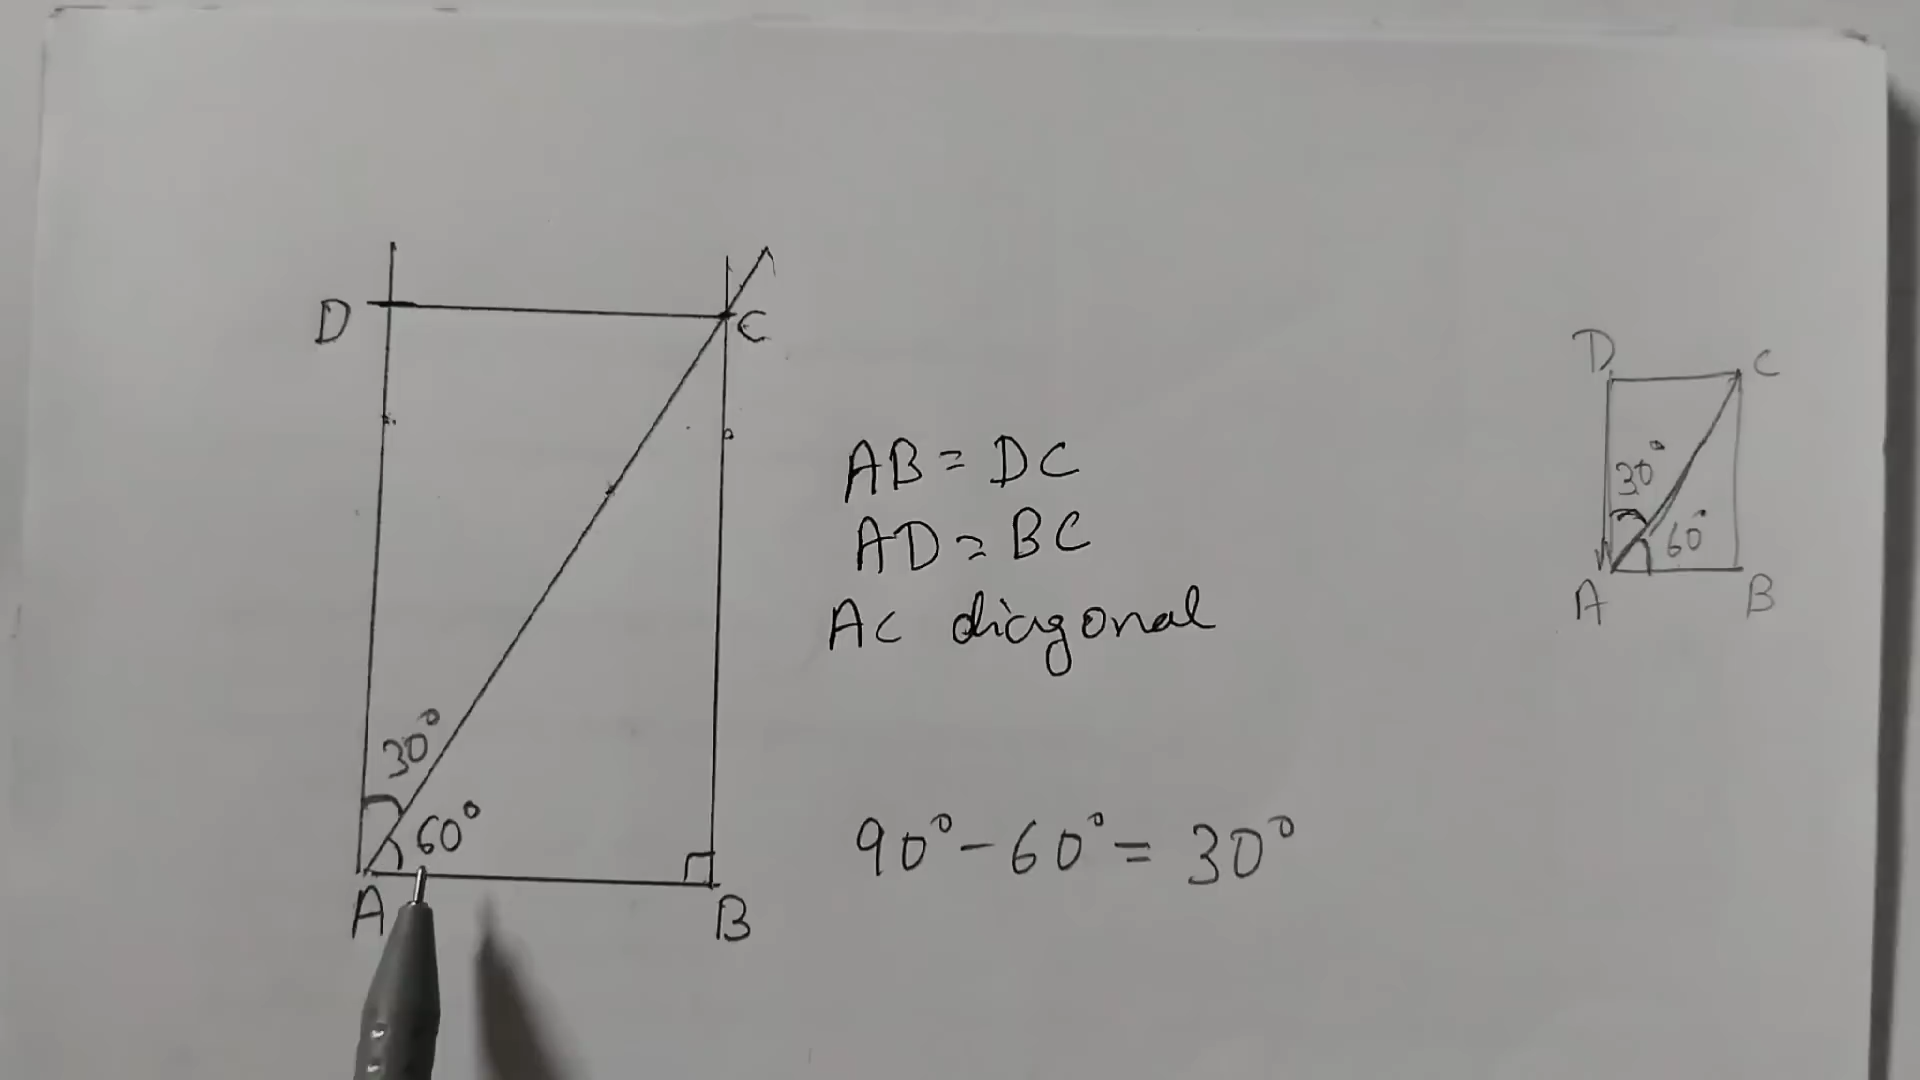 D
C
30°
60°
A
B
AB = DC
AD = BC
AC diagonal
90° - 60° = 30°
D
C
30°
60°
A
B